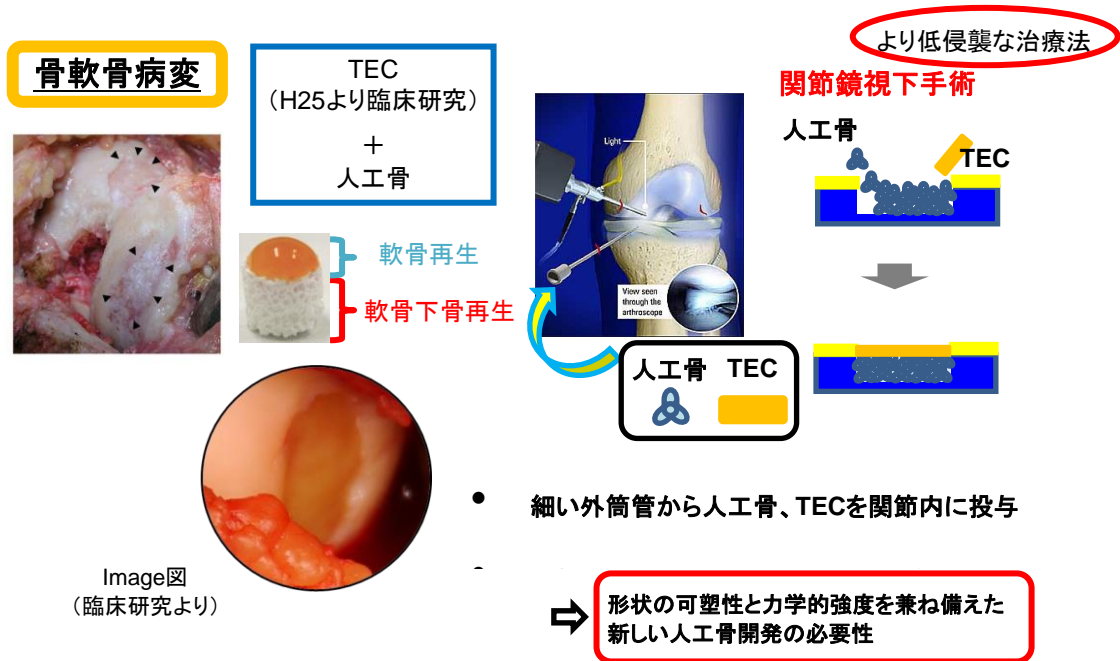 より低侵襲な治療法
骨軟骨病変
TEC
（H25より臨床研究）
＋
人工骨
関節鏡視下手術
人工骨
TEC
Light
軟骨再生
軟骨下骨再生
View seen
through the
arthroscope
人工骨 TEC
• 細い外筒管から人工骨、TECを関節内に投与
Image図
（臨床研究より）
⇨ 形状の可塑性と力学的強度を兼ね備えた
新しい人工骨開発の必要性